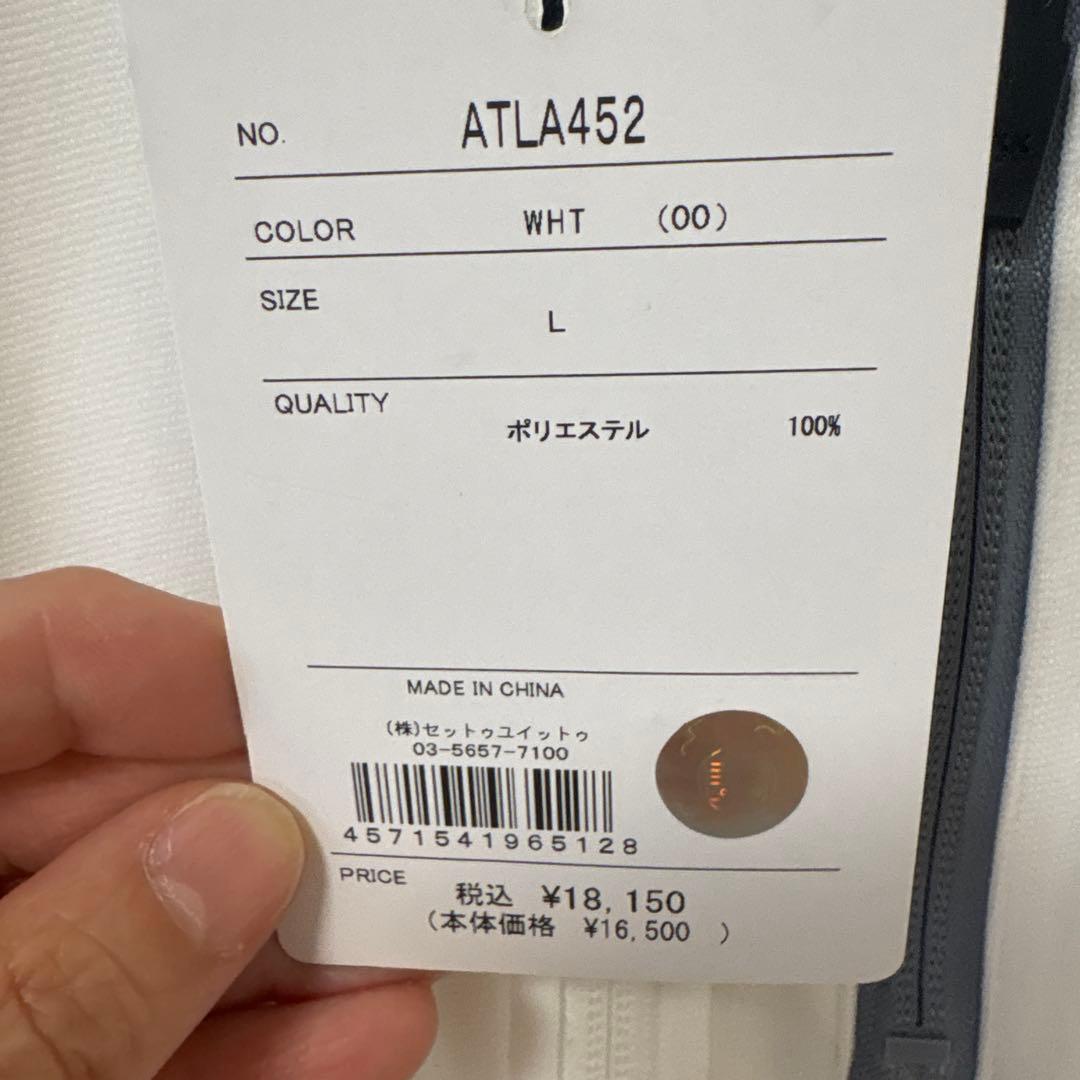 NO. ATLA452
COLOR WHT (00)
SIZE
L
QUALITY
ポリエステル 100%
MADE IN CHINA
(株)セットゥユイットゥ
03-5657-7100
4571541965128
PRICE
税込 ¥18,150
(本体価格 ¥16,500 )